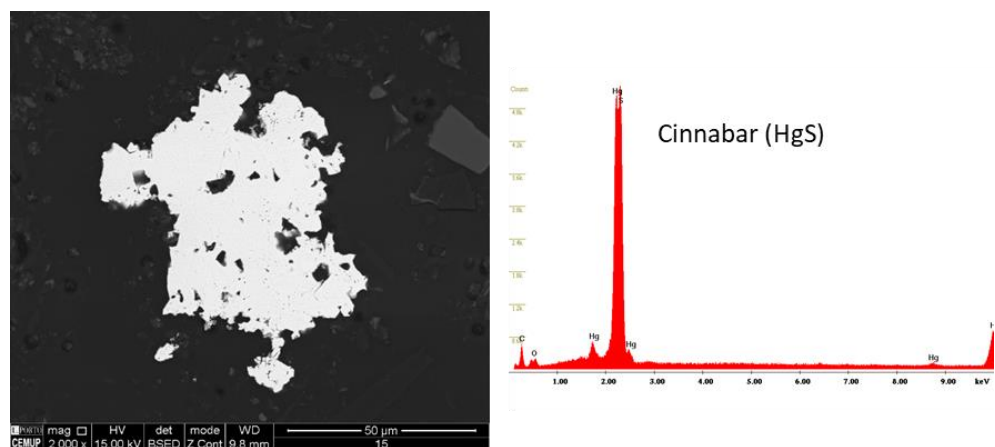 U.PORTO mag HV det mode WD 50 µm
CEMUP 2 000 x 15.00 kV BSED Z Cont 9.8 mm 15
Cinnabar (HgS)
Hg
S
C
O
Hg
Hg
Hg
H
1.00 2.00 3.00 4.00 5.00 6.00 7.00 8.00 9.00 keV